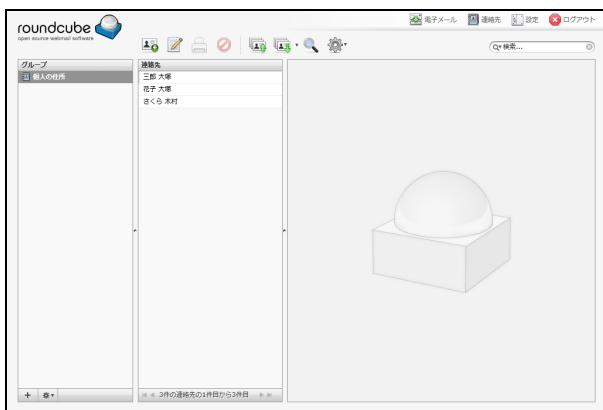 roundcube
open source webmail software
電子メール 連絡先 設定 ログアウト
検索...
グループ
個人の住所
連絡先
三郎 大塚
花子 大塚
さくら 木村
3件の連絡先の1件目から3件目